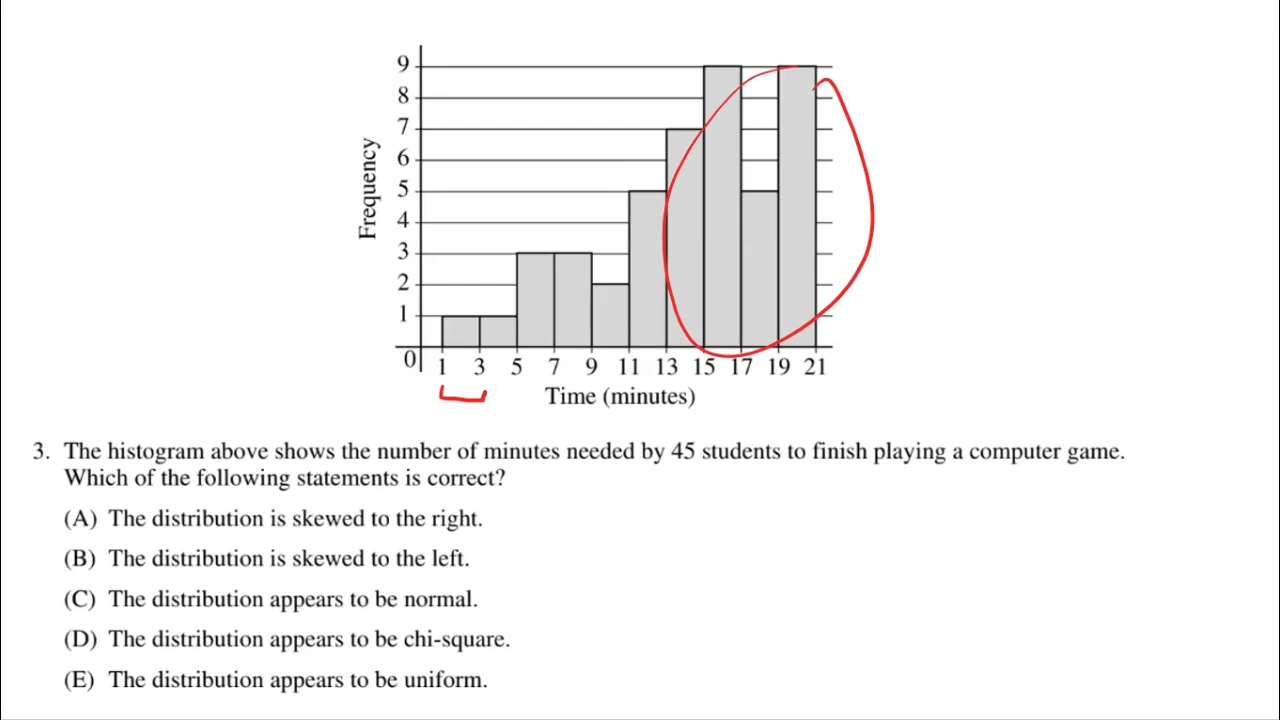 9
8
7
6
5
4
3
2
1
0
Frequency
1 3 5 7 9 11 13 15 17 19 21
Time (minutes)
3. The histogram above shows the number of minutes needed by 45 students to finish playing a computer game.
Which of the following statements is correct?
(A) The distribution is skewed to the right.
(B) The distribution is skewed to the left.
(C) The distribution appears to be normal.
(D) The distribution appears to be chi-square.
(E) The distribution appears to be uniform.